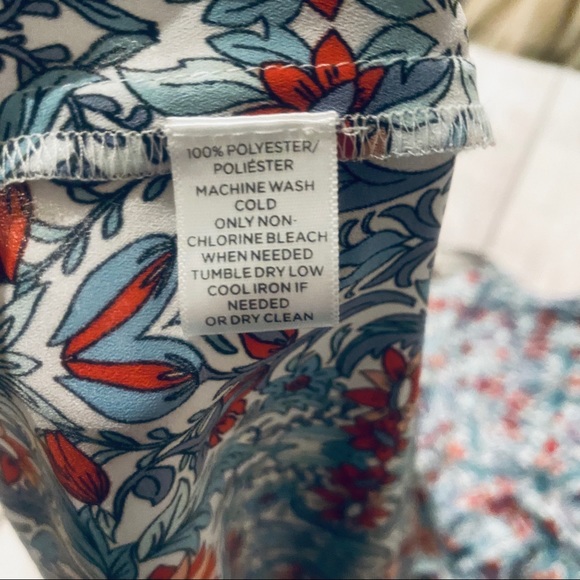 100% POLYESTER/
POLIÉSTER
MACHINE WASH
COLD
ONLY NON-
CHLORINE BLEACH
WHEN NEEDED
TUMBLE DRY LOW
COOL IRON IF
NEEDED
OR DRY CLEAN